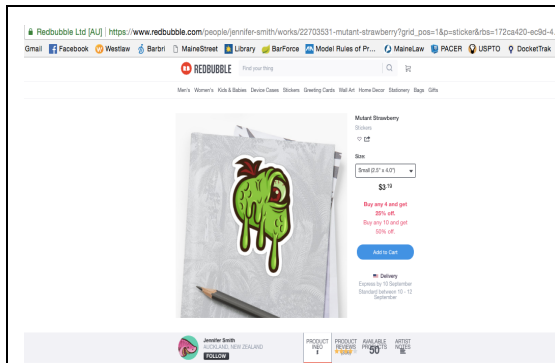 Redbubble Ltd [AU] | https://www.redbubble.com/people/jennifer-smith/works/22703531-mutant-strawberry?grid_pos=1&p=sticker&rbs=172ca420-ec9d-4.
Gmail Facebook Westlaw Barbri MaineStreet Library BarForce Model Rules of Pr... MaineLaw PACER USPTO DocketTrak
REDBUBBLE Find your thing
Men's Women's Kids & Babies Device Cases Stickers Greeting Cards Wall Art Home Decor Stationery Bags Gifts
Mutant Strawberry
Stickers
Size:
Small (2.5" x 4.0")
$3.19
Buy any 4 and get
25% off.
Buy any 10 and get
50% off.
Add to Cart
Delivery
Express by 10 September
Standard between 10 - 12
September
Jennifer Smith
AUCKLAND, NEW ZEALAND
FOLLOW
PRODUCT INFO
PRODUCT REVIEWS
AVAILABLE PRODUCTS
50
ARTIST NOTES